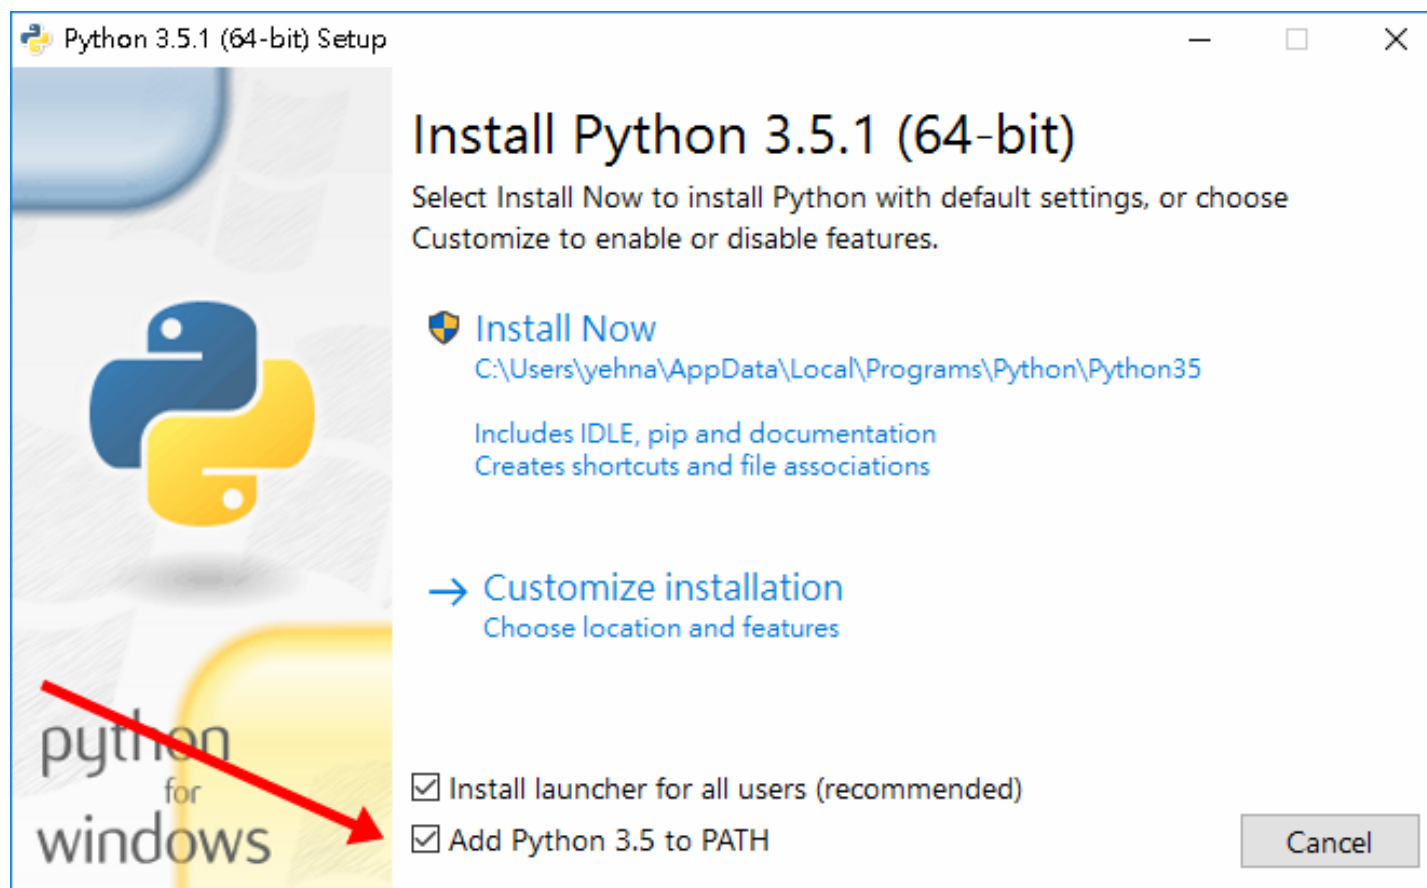 Python 3.5.1 (64-bit) Setup
Install Python 3.5.1 (64-bit)
Select Install Now to install Python with default settings, or choose
Customize to enable or disable features.
Install Now
C:\Users\yehna\AppData\Local\Programs\Python\Python35
Includes IDLE, pip and documentation
Creates shortcuts and file associations
Customize installation
Choose location and features
python
for
windows
Install launcher for all users (recommended)
Add Python 3.5 to PATH
Cancel